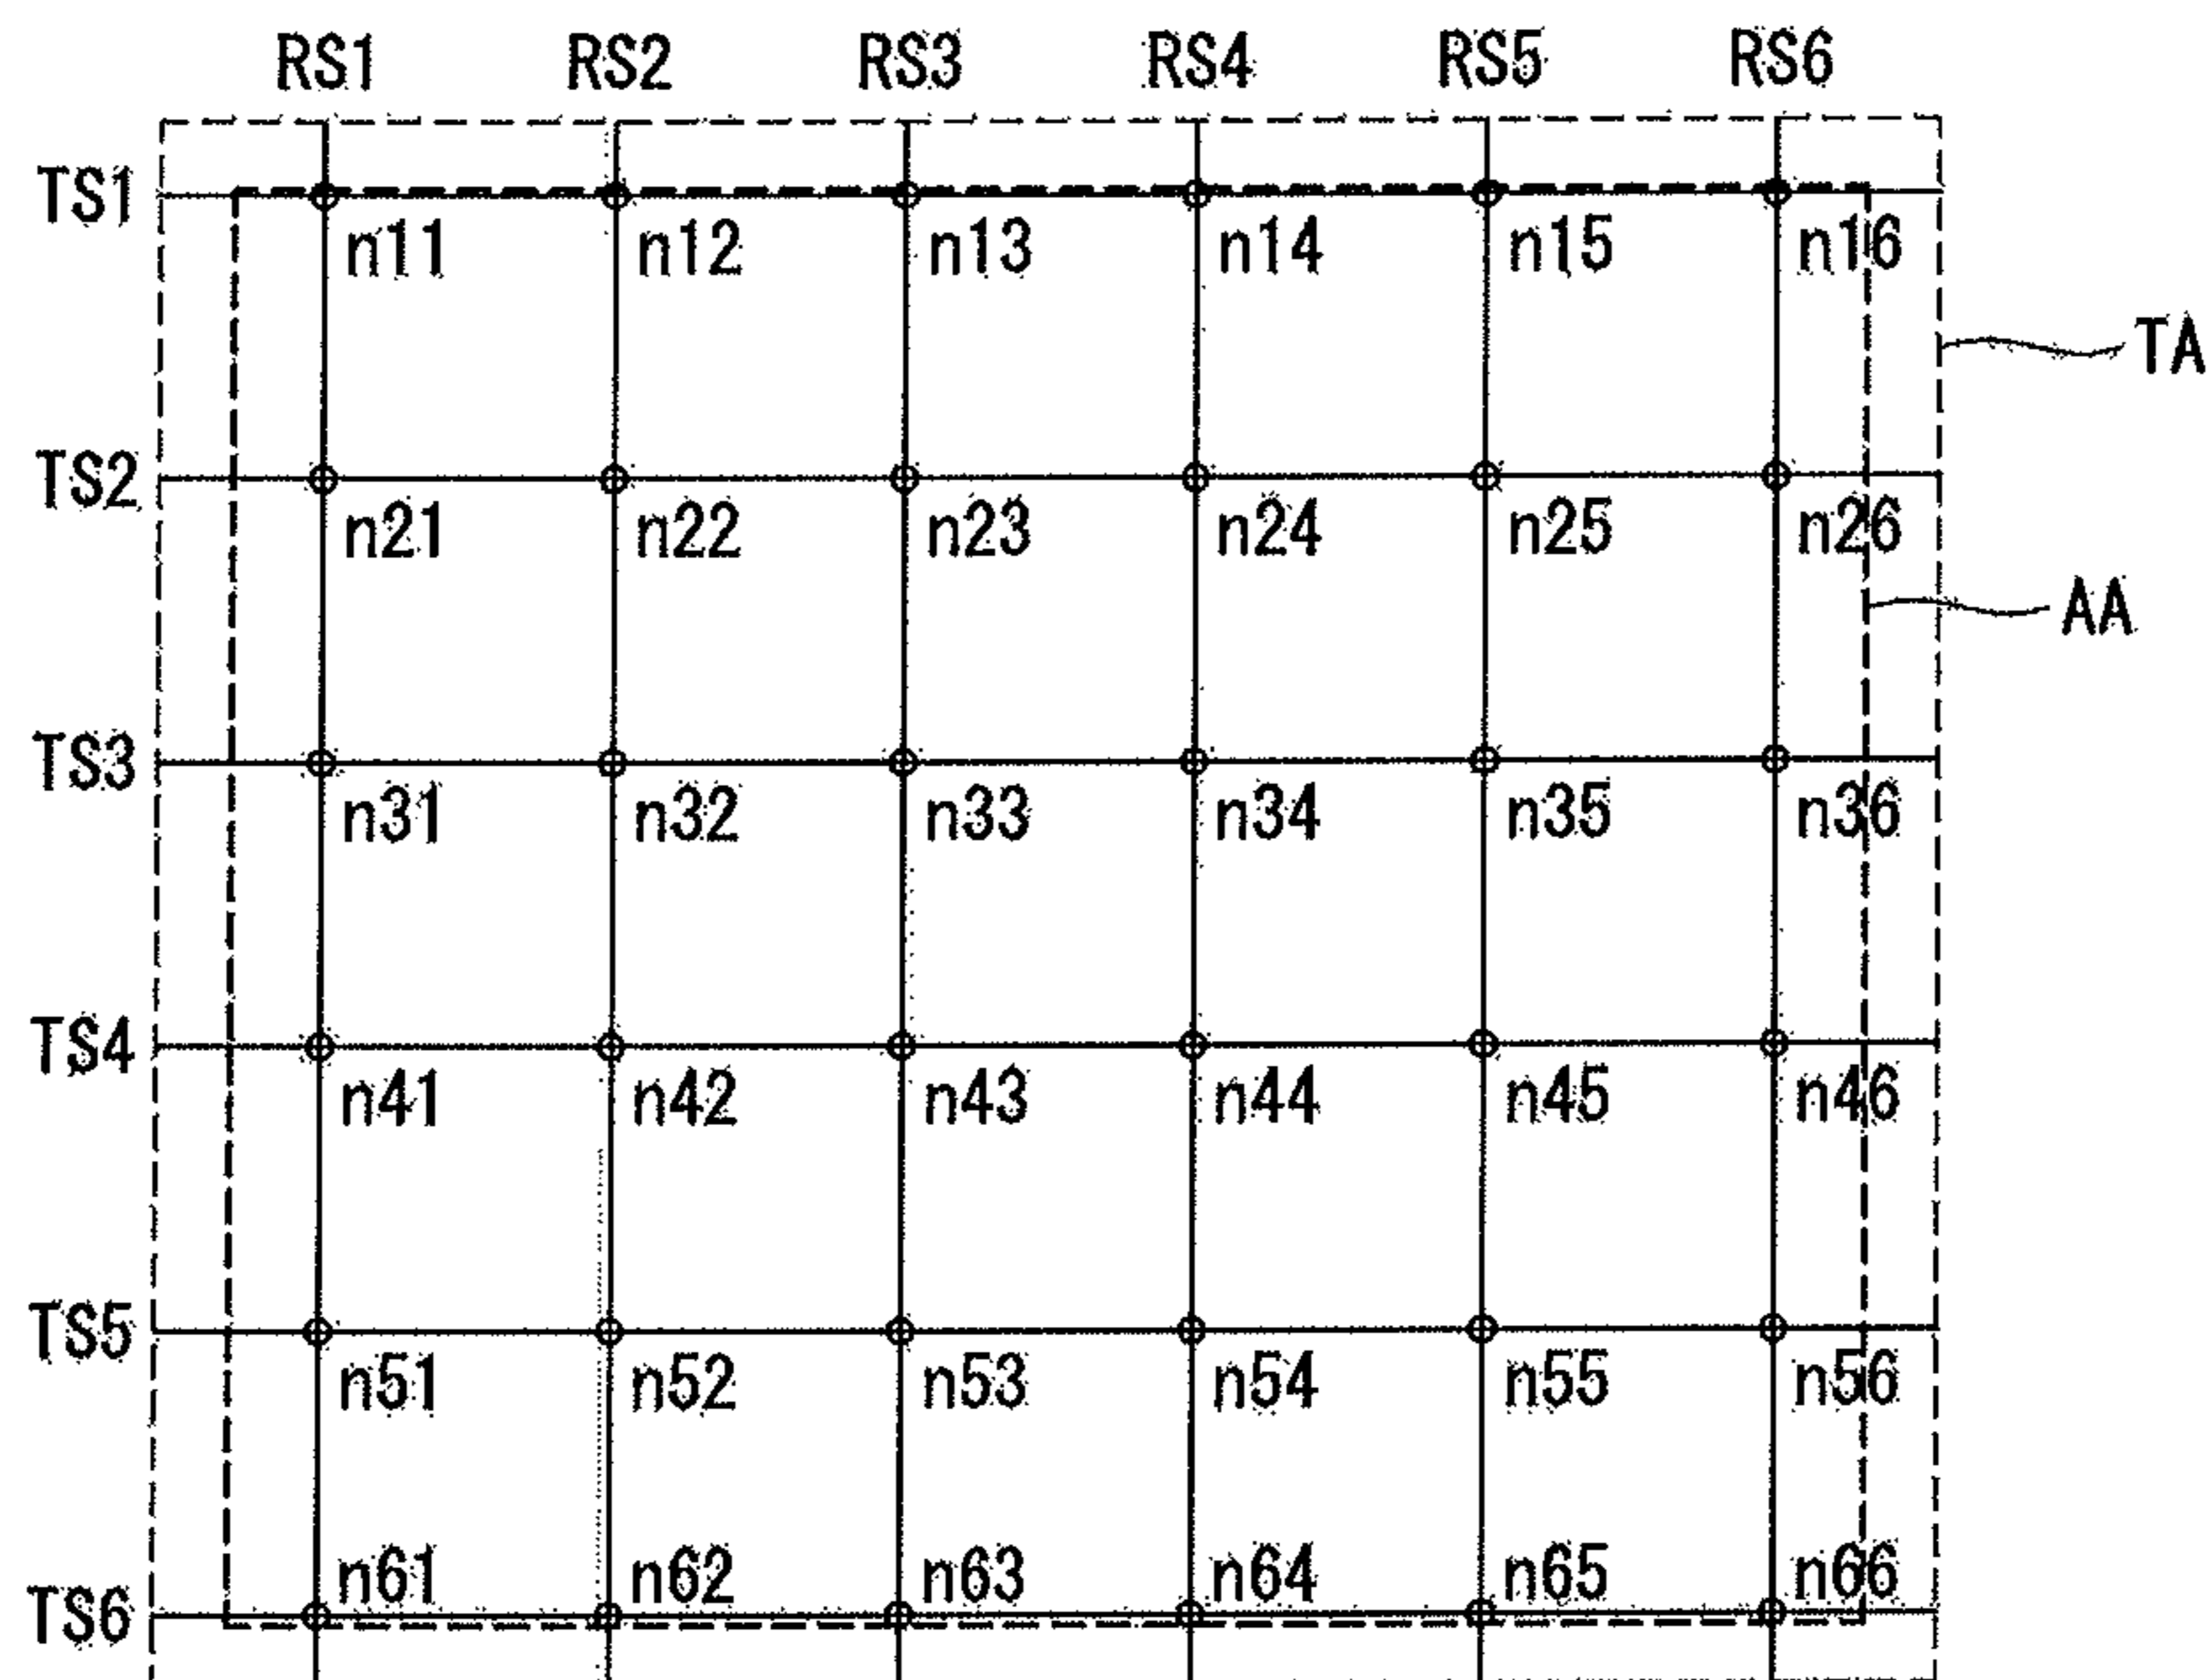 RS1 RS2 RS3 RS4 RS5 RS6
TS1
n11 n12 n13 n14 n15 n16
TA
TS2
n21 n22 n23 n24 n25 n26
AA
TS3
n31 n32 n33 n34 n35 n36
TS4
n41 n42 n43 n44 n45 n46
TS5
n51 n52 n53 n54 n55 n56
n61 n62 n63 n64 n65 n66
TS6